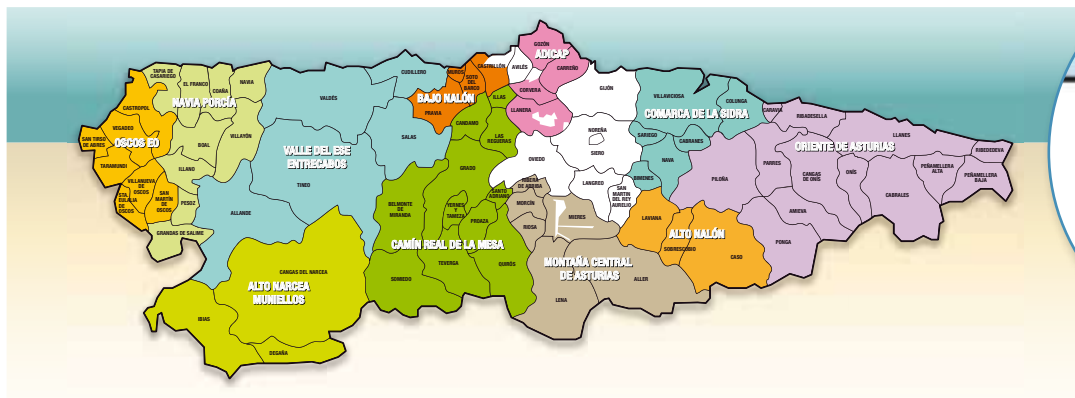 TAPIA DE
CASARIEGO
EL FRANCO
COAÑA
NAVIA
NAVIA PORCÍA
VILLAYÓN
BOAL
ILLANO
PESOZ
GRANDAS DE SALIME
CASTROPOL
VEGADEO
OSCOS EO
SAN TIRSO
DE ABRES
TARAMUNDI
VILLANUEVA
DE
OSCOS
STA.
EULALIA
DE
OSCOS
SAN
MARTÍN
DE OSCOS
VALDÉS
CUDILLERO
SALAS
VALLE DEL ESE
ENTRECABOS
TINEO
ALLANDE
CANGAS DEL NARCEA
ALTO NARCEA
MUNIELLOS
IBIAS
DEGAÑA
MUROS
SOTO
DEL
BARCO
CASTRILLÓN
BAJO NALÓN
PRAVIA
ILLAS
CANDAMO
LAS
REGUERAS
GRADO
BELMONTE
DE
MIRANDA
YERNES
Y
TAMEZA
SANTO
ADRIANO
PROAZA
CAMÍN REAL DE LA MESA
SOMIEDO
TEVERGA
QUIRÓS
GOZÓN
ADICAP
CARREÑO
CORVERA
LLANERA
AVILÉS
GIJÓN
NOREÑA
SIERO
OVIEDO
LANGREO
SAN
MARTIN
DEL REY
AURELIO
RIBERA
DE ARRIBA
MORCÍN
RIOSA
MIERES
MONTAÑA CENTRAL
DE ASTURIAS
LENA
ALLER
VILLAVICIOSA
COLUNGA
COMARCA DE LA SIDRA
SARIEGO
CABRANES
NAVA
BIMENES
LAVIANA
ALTO NALÓN
SOBRESCOBIO
CASO
CARAVIA
RIBADESELLA
LLANES
RIBEDEDEVA
ORIENTE DE ASTURIAS
PILOÑA
PARRES
CANGAS
DE ONÍS
ONÍS
PEÑAMELLERA
ALTA
PEÑAMELLERA
BAJA
CABRALES
AMIEVA
PONGA